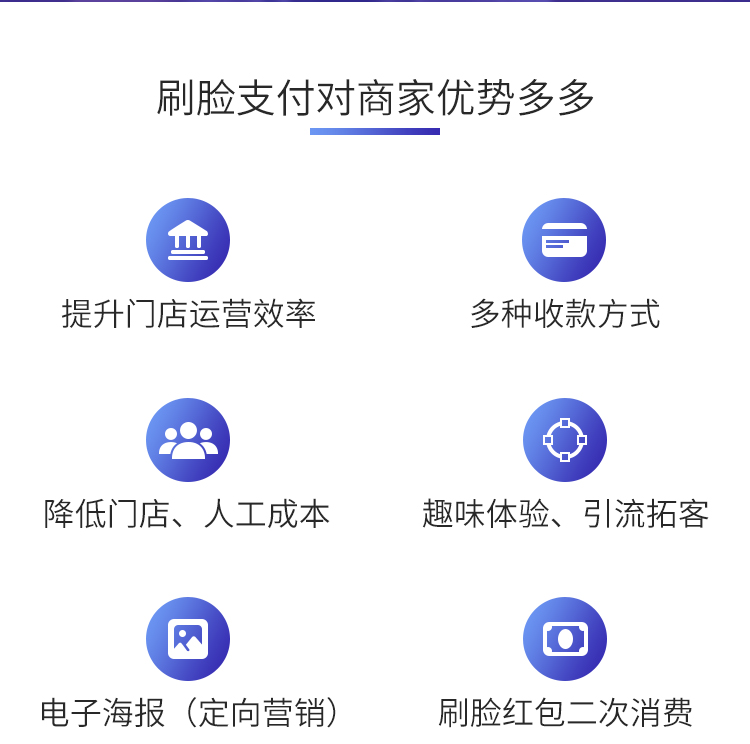 刷脸支付对商家优势多多
提升门店运营效率
多种收款方式
降低门店、人工成本
趣味体验、引流拓客
电子海报（定向营销）
刷脸红包二次消费